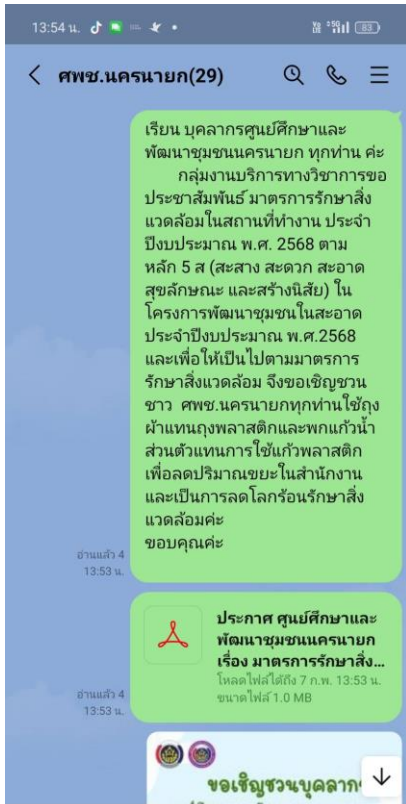 13:54 น.
83
ศพช.นครนายก(29)
เรียน บุคลากรศูนย์ศึกษาและ
พัฒนาชุมชนนครนายก ทุกท่าน ค่ะ
กลุ่มงานบริการทางวิชาการขอ
ประชาสัมพันธ์ มาตรการรักษาสิ่ง
แวดล้อมในสถานที่ทำงาน ประจำ
ปีงบประมาณ พ.ศ. 2568 ตาม
หลัก 5 ส (สะสาง สะดวก สะอาด
สุขลักษณะ และสร้างนิสัย) ใน
โครงการพัฒนาชุมชนใสสะอาด
ประจำปีงบประมาณ พ.ศ.2568
และเพื่อให้เป็นไปตามมาตรการ
รักษาสิ่งแวดล้อม จึงขอเชิญชวน
ชาว ศพช.นครนายกทุกท่านใช้ถุง
ผ้าแทนถุงพลาสติกและพกแก้วน้ำ
ส่วนตัวแทนการใช้แก้วพลาสติก
เพื่อลดปริมาณขยะในสำนักงาน
และเป็นการลดโลกร้อนรักษาสิ่ง
แวดล้อมค่ะ
ขอบคุณค่ะ
อ่านแล้ว 4
13:53 น.
ประกาศ ศูนย์ศึกษาและ
พัฒนาชุมชนนครนายก
เรื่อง มาตรการรักษาสิ่ง...
โหลดไฟล์ได้ถึง 7 ก.พ. 13:53 น.
ขนาดไฟล์ 1.0 MB
อ่านแล้ว 4
13:53 น.
ขอเชิญชวนบุคลาก